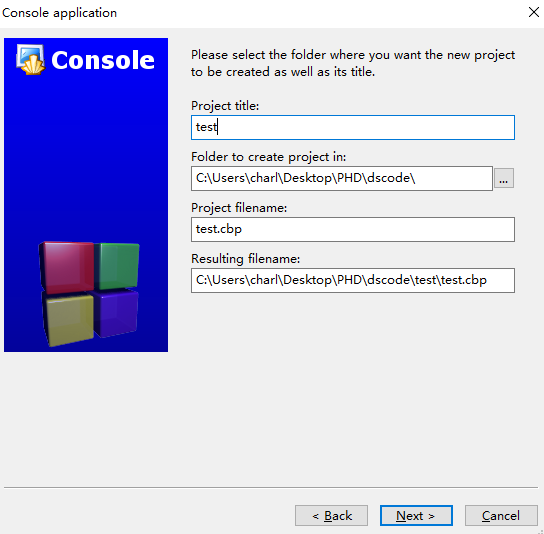 Console application
Console
Please select the folder where you want the new project
to be created as well as its title.
Project title:
test
Folder to create project in:
C:\Users\charl\Desktop\PHD\dscode\
...
Project filename:
test.cbp
Resulting filename:
C:\Users\charl\Desktop\PHD\dscode\test\test.cbp
< Back
Next >
Cancel